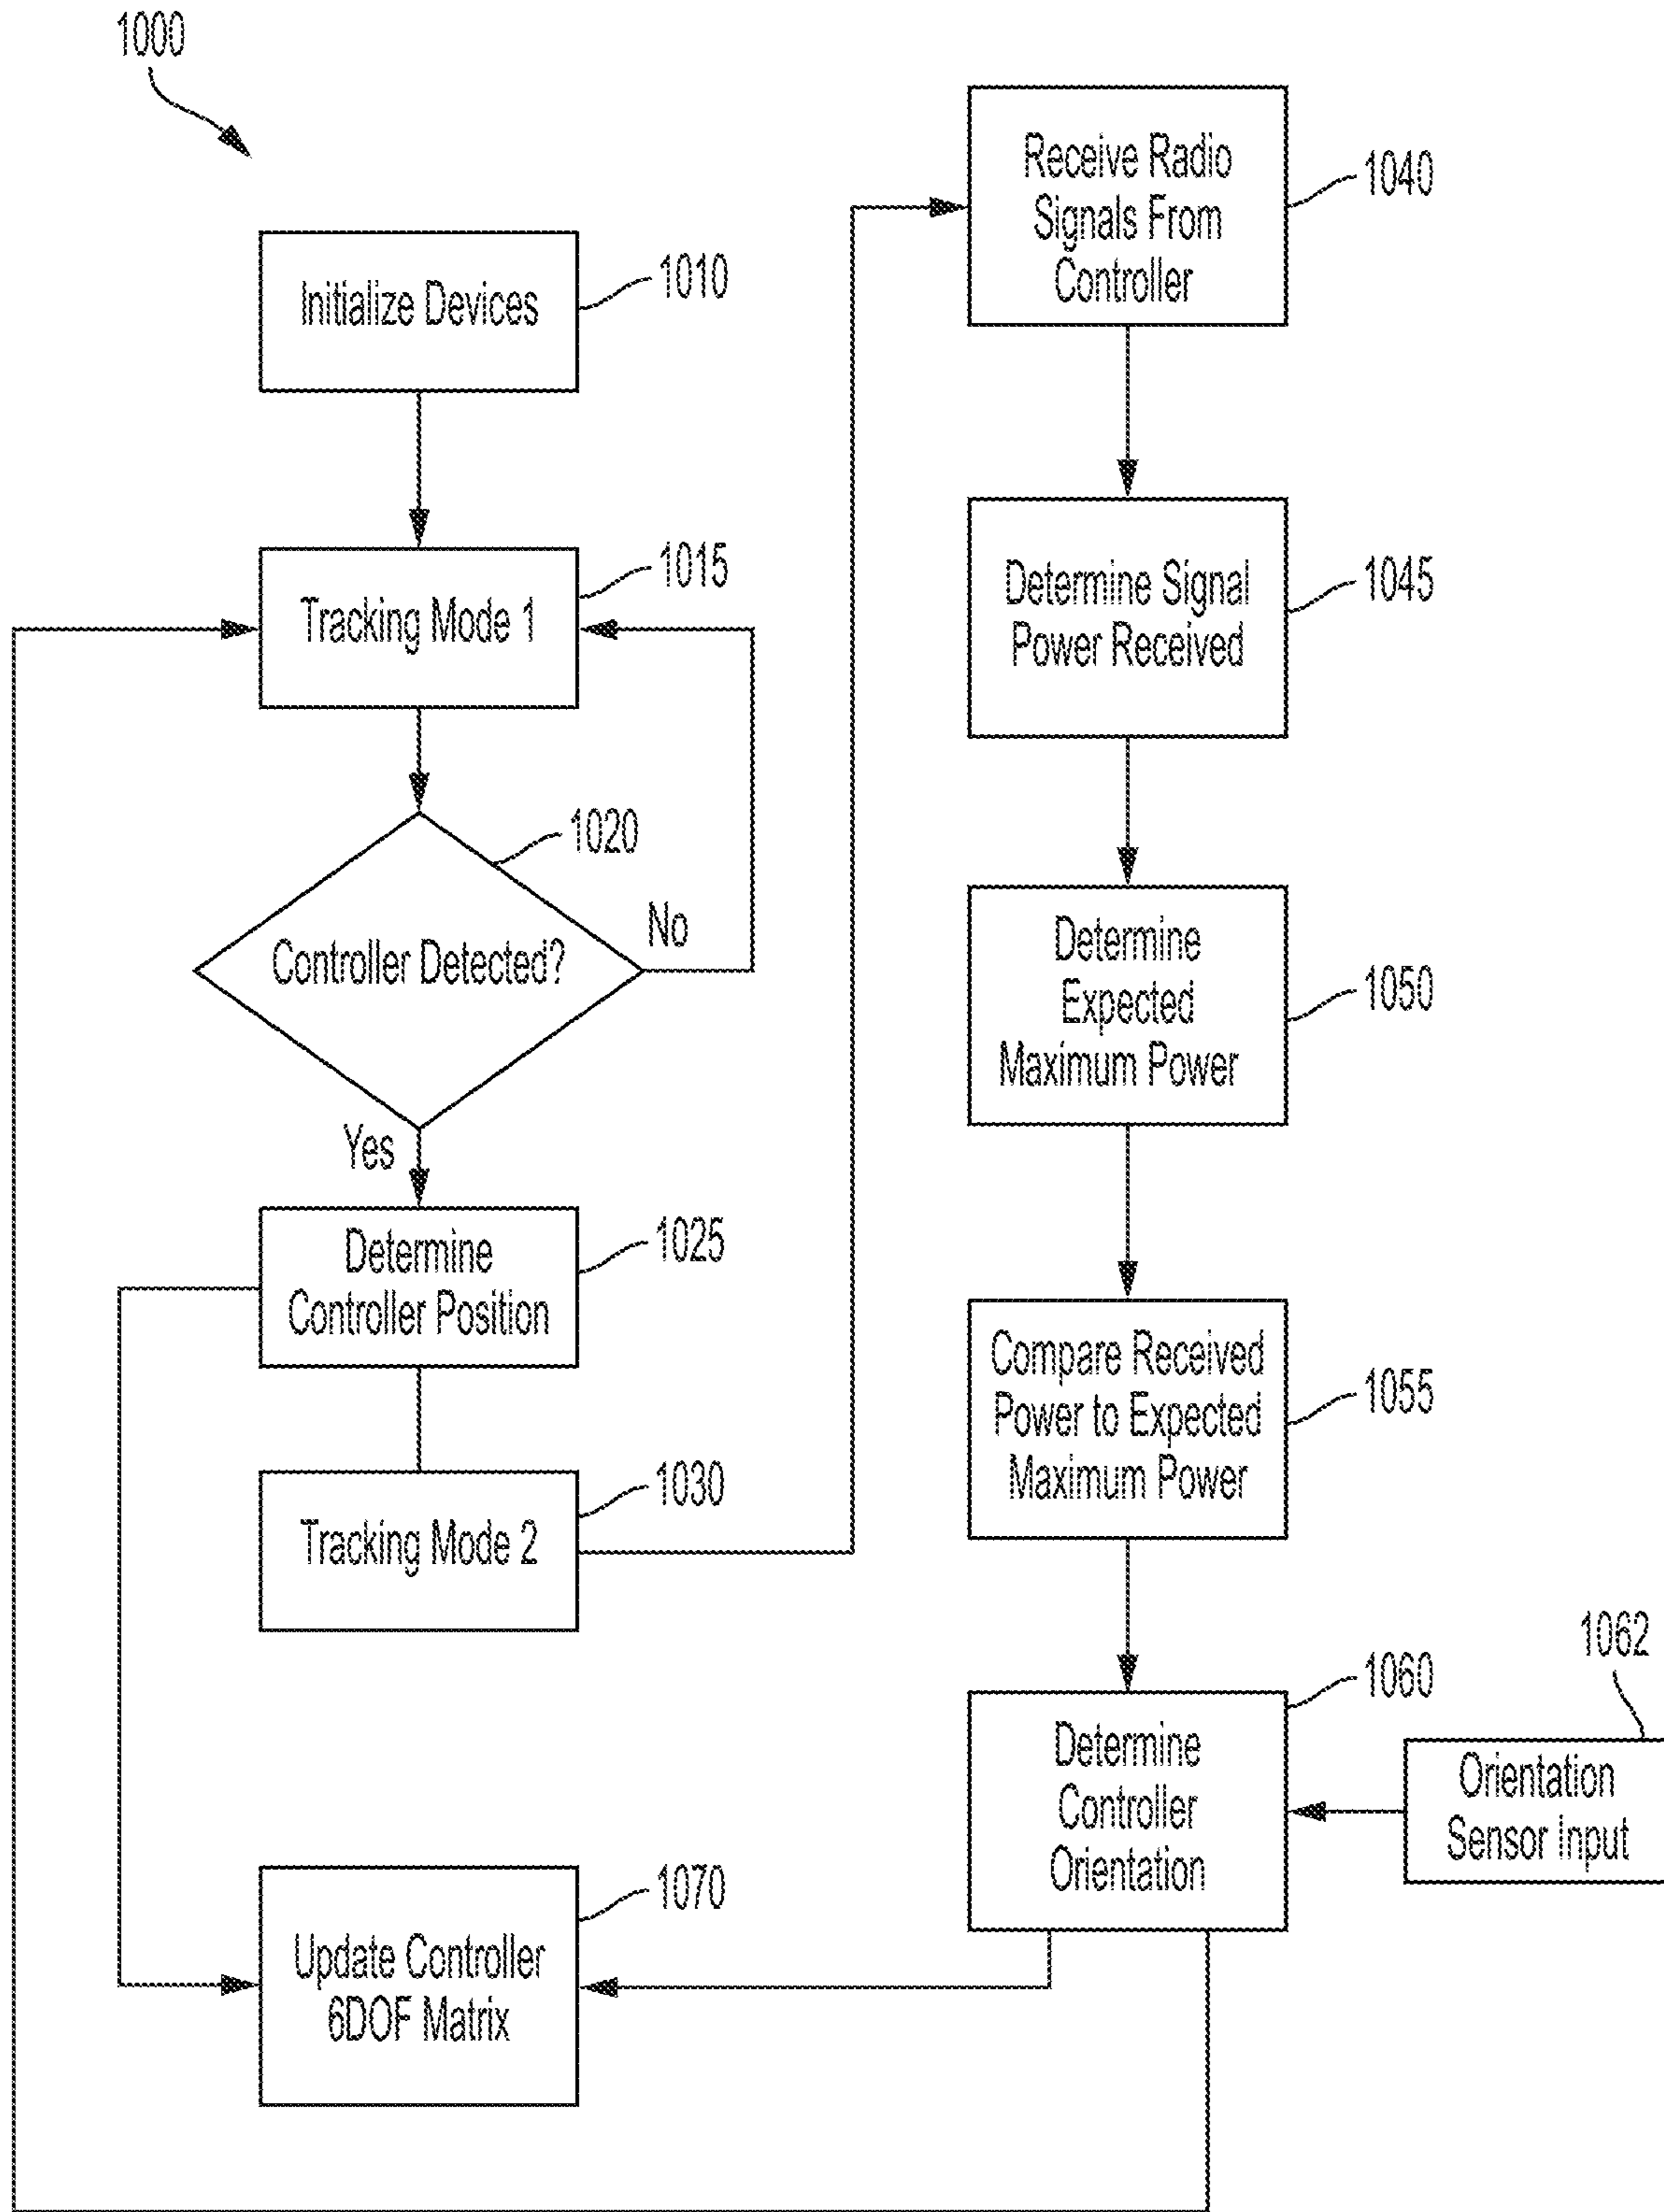 1000
Initialize Devices
1010
Tracking Mode 1
1015
Controller Detected?
1020
No
Yes
Determine
Controller Position
1025
Tracking Mode 2
1030
Receive Radio
Signals From
Controller
1040
Determine Signal
Power Received
1045
Determine
Expected
Maximum Power
1050
Compare Received
Power to Expected
Maximum Power
1055
Determine
Controller
Orientation
1060
Orientation
Sensor Input
1062
Update Controller
6DOF Matrix
1070